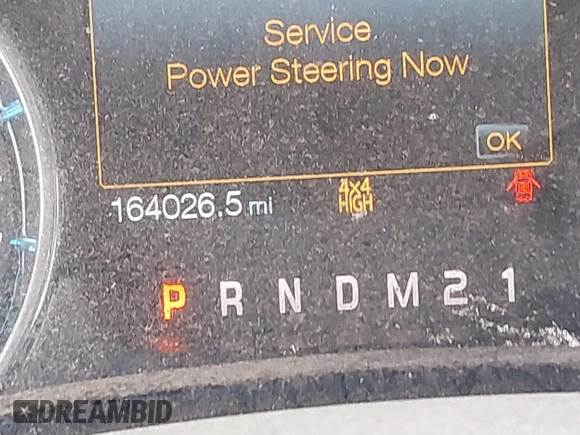 Service
Power Steering Now
OK
164026.5 mi
4x4
HIGH
P R N D M 2 1
DREAMBID